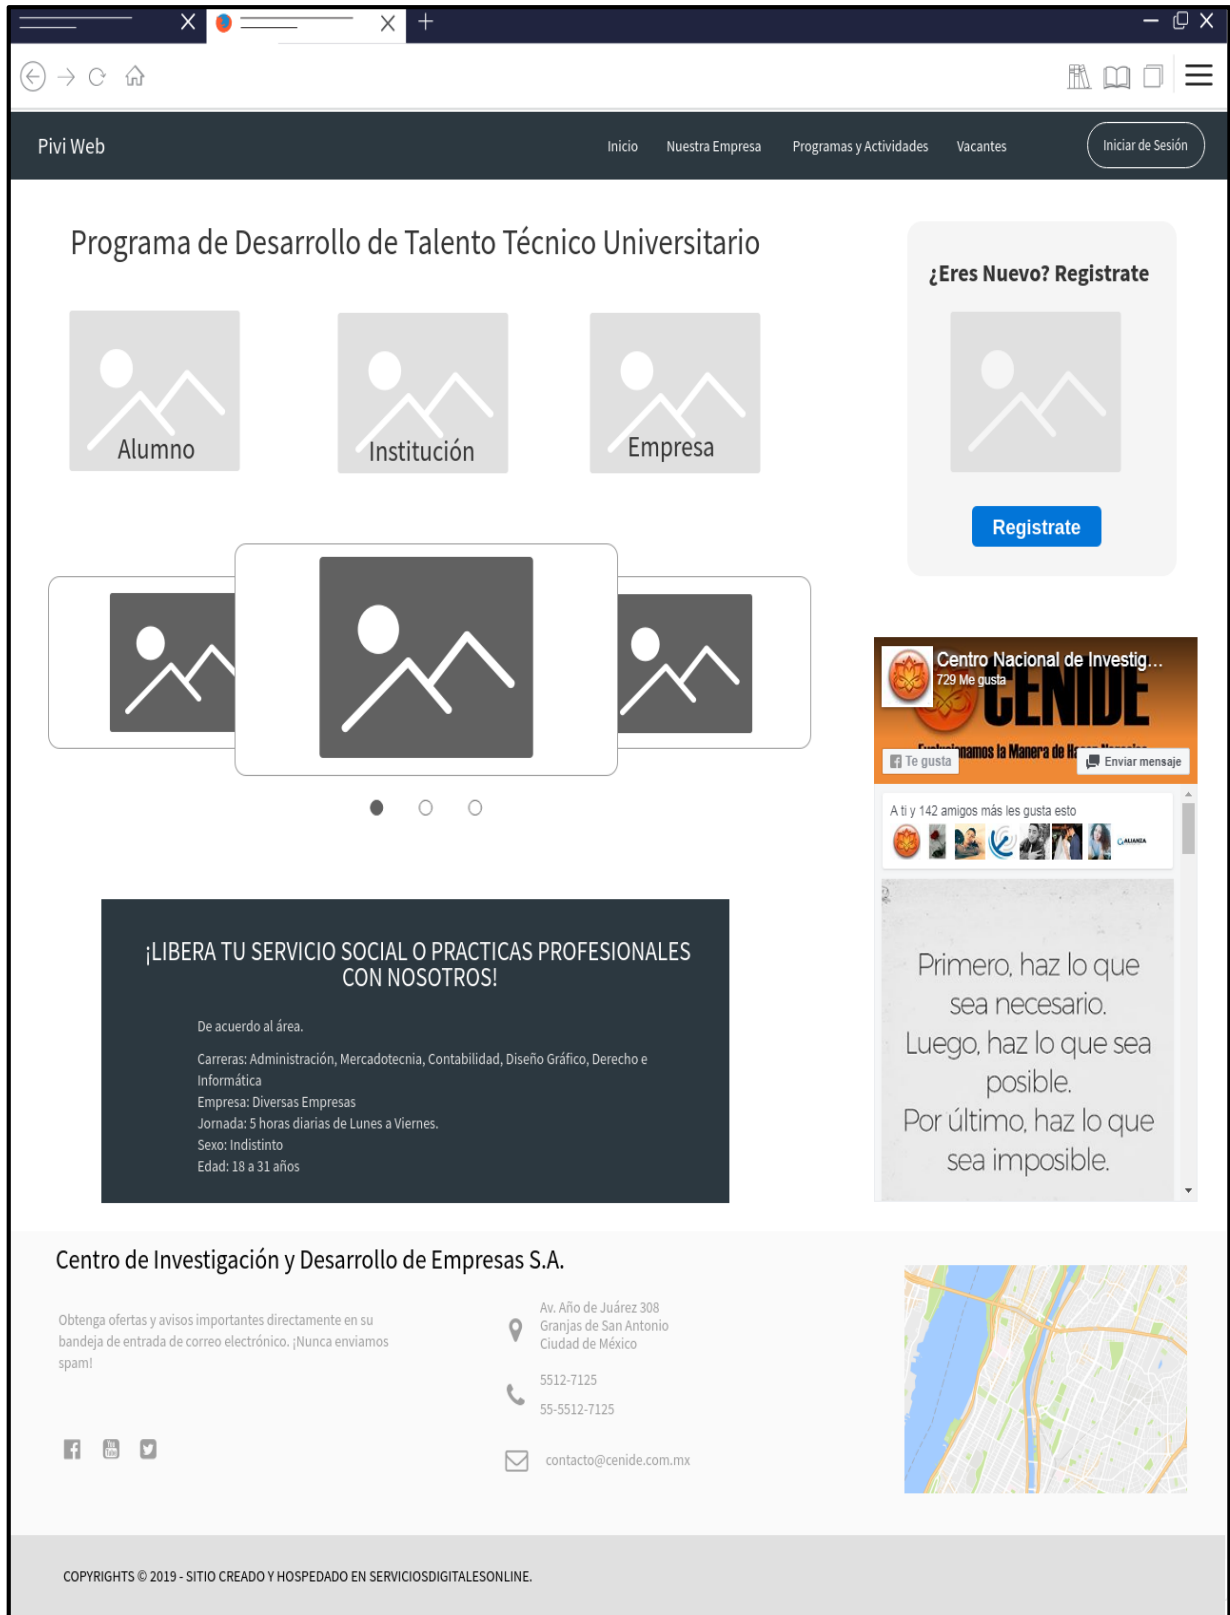 Pivi Web
Inicio
Nuestra Empresa
Programas y Actividades
Vacantes
Iniciar de Sesión
Programa de Desarrollo de Talento Técnico Universitario
Alumno
Institución
Empresa
¿Eres Nuevo? Registrate
Registrate
Centro Nacional de Investig...
729 Me gusta
CENIDE
namos la Manera de
Te gusta
Enviar mensaje
A ti y 142 amigos más les gusta esto
ALIANZA
Primero, haz lo que
sea necesario.
Luego, haz lo que sea
posible.
Por último, haz lo que
sea imposible.
¡LIBERA TU SERVICIO SOCIAL O PRACTICAS PROFESIONALES
CON NOSOTROS!
De acuerdo al área.
Carreras: Administración, Mercadotecnia, Contabilidad, Diseño Gráfico, Derecho e
Informática
Empresa: Diversas Empresas
Jornada: 5 horas diarias de Lunes a Viernes.
Sexo: Indistinto
Edad: 18 a 31 años
Centro de Investigación y Desarrollo de Empresas S.A.
Obtenga ofertas y avisos importantes directamente en su
bandeja de entrada de correo electrónico. ¡Nunca enviamos
spam!
Av. Año de Juárez 308
Granjas de San Antonio
Ciudad de México
5512-7125
55-5512-7125
contacto@cenide.com.mx
COPYRIGHTS © 2019 - SITIO CREADO Y HOSPEDADO EN SERVICIOSDIGITALESONLINE.